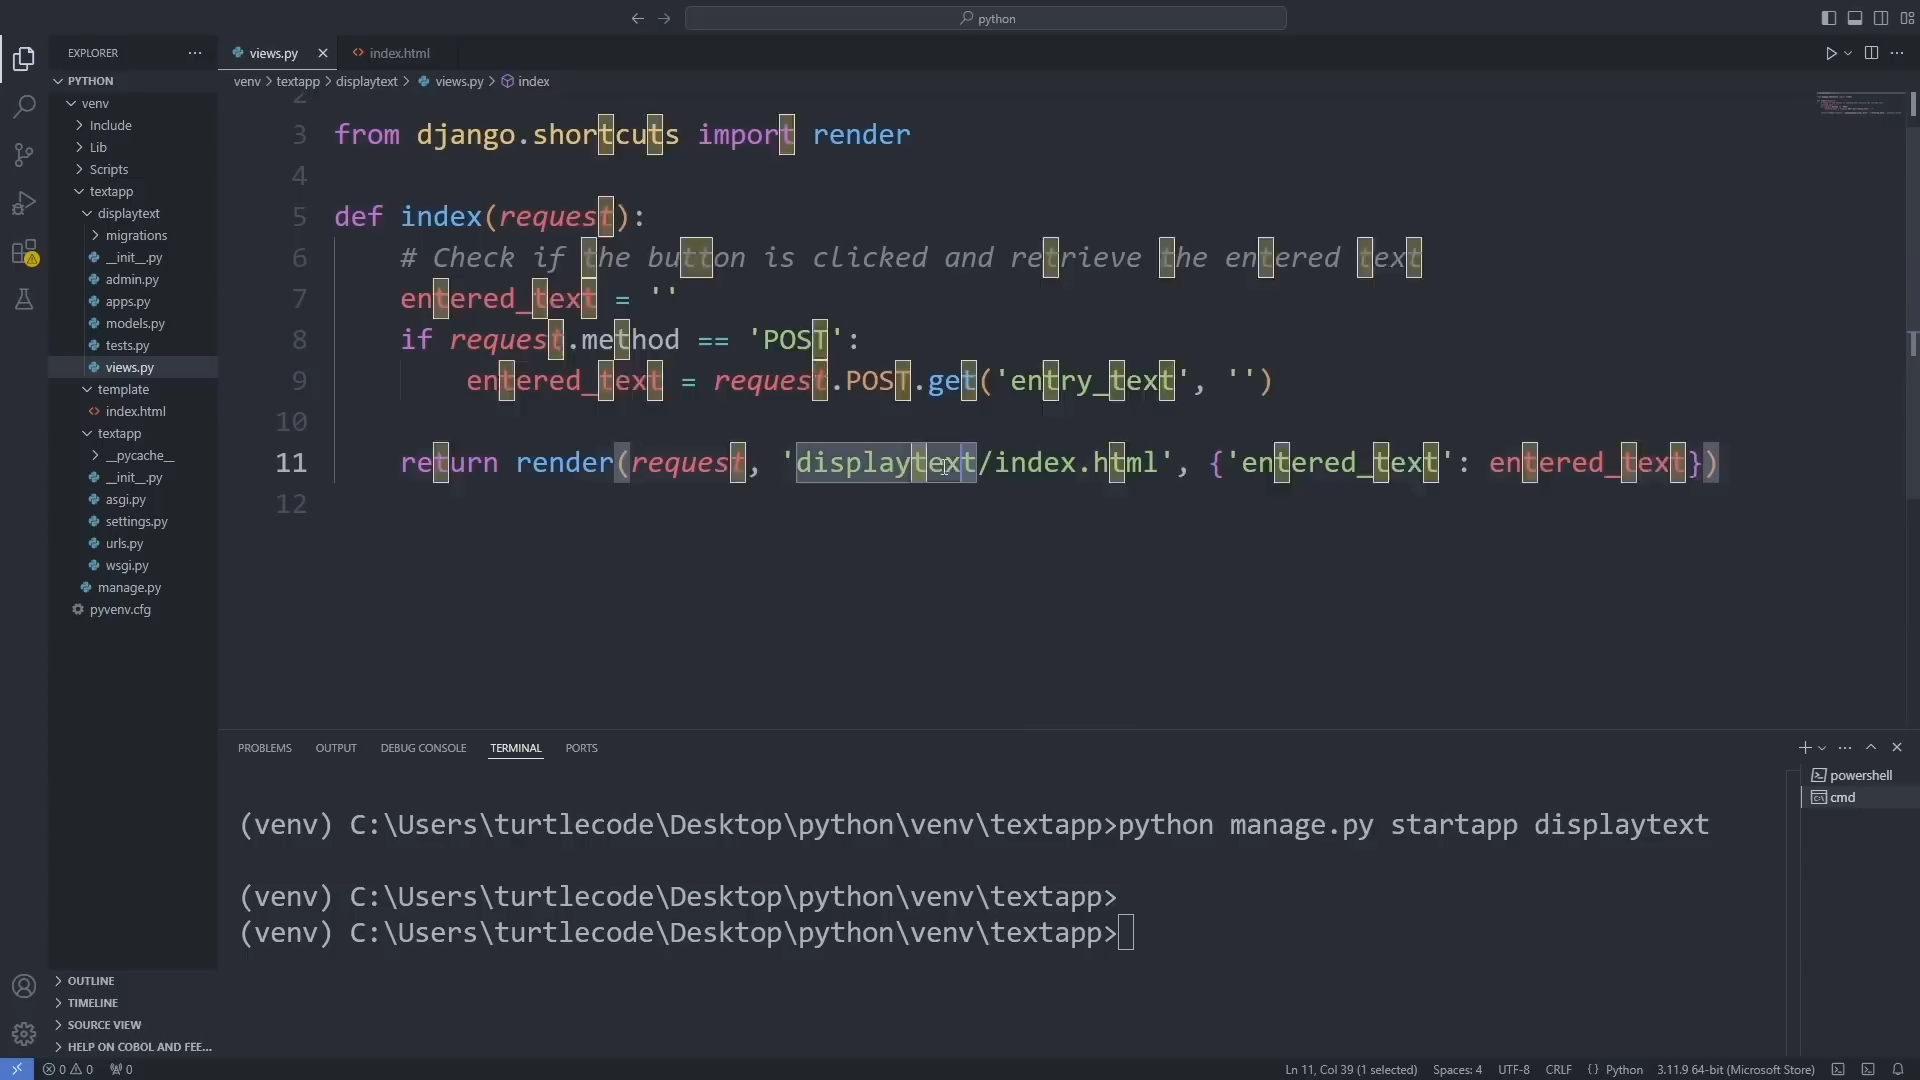 python
EXPLORER
views.py
index.html
PYTHON
venv > textapp > displaytext > views.py > index
venv
Include
Lib
Scripts
textapp
displaytext
migrations
__init__.py
admin.py
apps.py
models.py
tests.py
views.py
template
index.html
textapp
__pycache__
__init__.py
asgi.py
settings.py
urls.py
wsgi.py
manage.py
pyvenv.cfg
2
3 from django.shortcuts import render
4
5 def index(request):
6 # Check if the button is clicked and retrieve the entered text
7 entered_text = ''
8 if request.method == 'POST':
9 entered_text = request.POST.get('entry_text', '')
10
11 return render(request, 'displaytext/index.html', {'entered_text': entered_text})
12
PROBLEMS OUTPUT DEBUG CONSOLE TERMINAL PORTS
powershell
cmd
(venv) C:\Users\turtlecode\Desktop\python\venv\textapp>python manage.py startapp displaytext
(venv) C:\Users\turtlecode\Desktop\python\venv\textapp>
(venv) C:\Users\turtlecode\Desktop\python\venv\textapp>
OUTLINE
TIMELINE
SOURCE VIEW
HELP ON COBOL AND FEE...
0 0 0
Ln 11, Col 39 (1 selected) Spaces: 4 UTF-8 CRLF { } Python 3.11.9 64-bit (Microsoft Store)